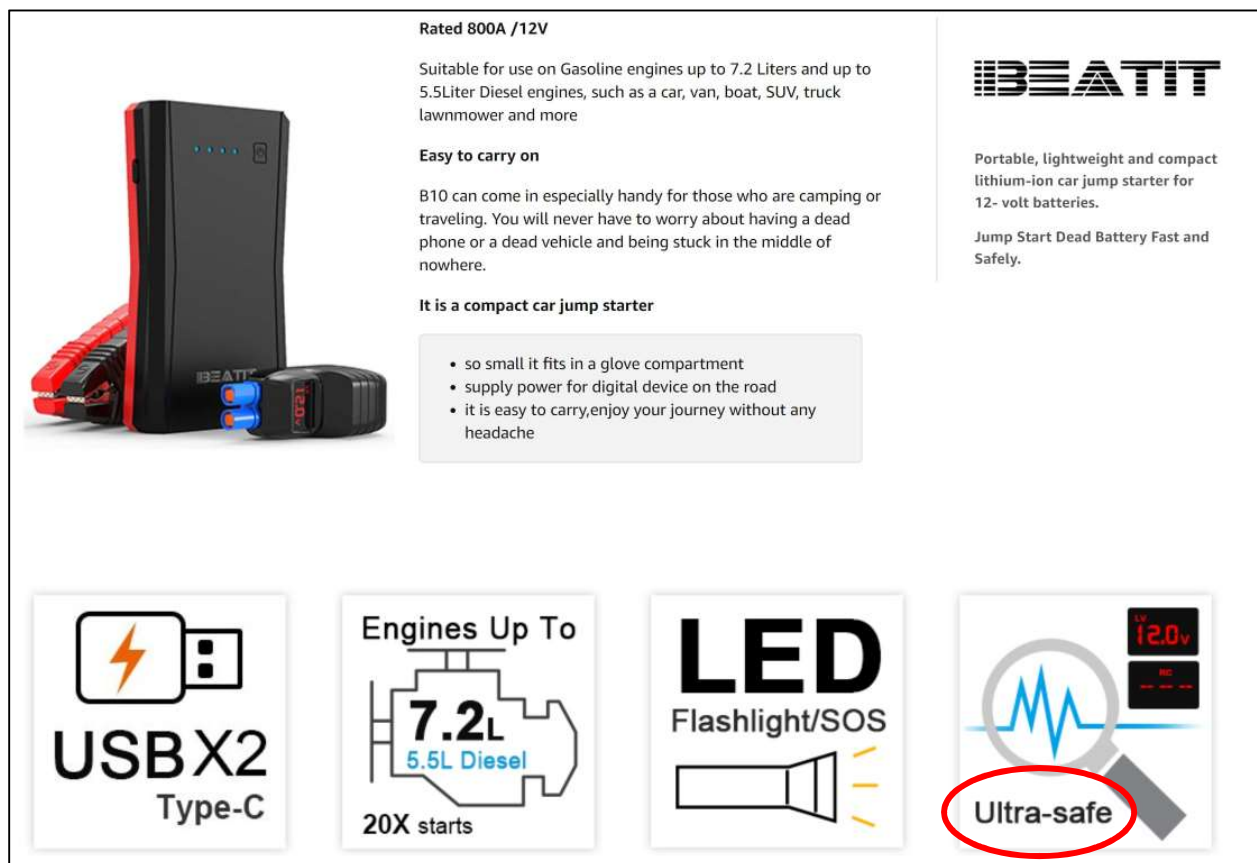 Rated 800A /12V
Suitable for use on Gasoline engines up to 7.2 Liters and up to
5.5Liter Diesel engines, such as a car, van, boat, SUV, truck
lawnmower and more
Easy to carry on
B10 can come in especially handy for those who are camping or
traveling. You will never have to worry about having a dead
phone or a dead vehicle and being stuck in the middle of
nowhere.
It is a compact car jump starter
• so small it fits in a glove compartment
• supply power for digital device on the road
• it is easy to carry,enjoy your journey without any
headache
BEATIT
Portable, lightweight and compact
lithium-ion car jump starter for
12- volt batteries.
Jump Start Dead Battery Fast and
Safely.
BEATIT
12.0v
USB X2
Type-C
Engines Up To
7.2L
5.5L Diesel
20X starts
LED
Flashlight/SOS
LV
12.0v
RC
--- 
Ultra-safe